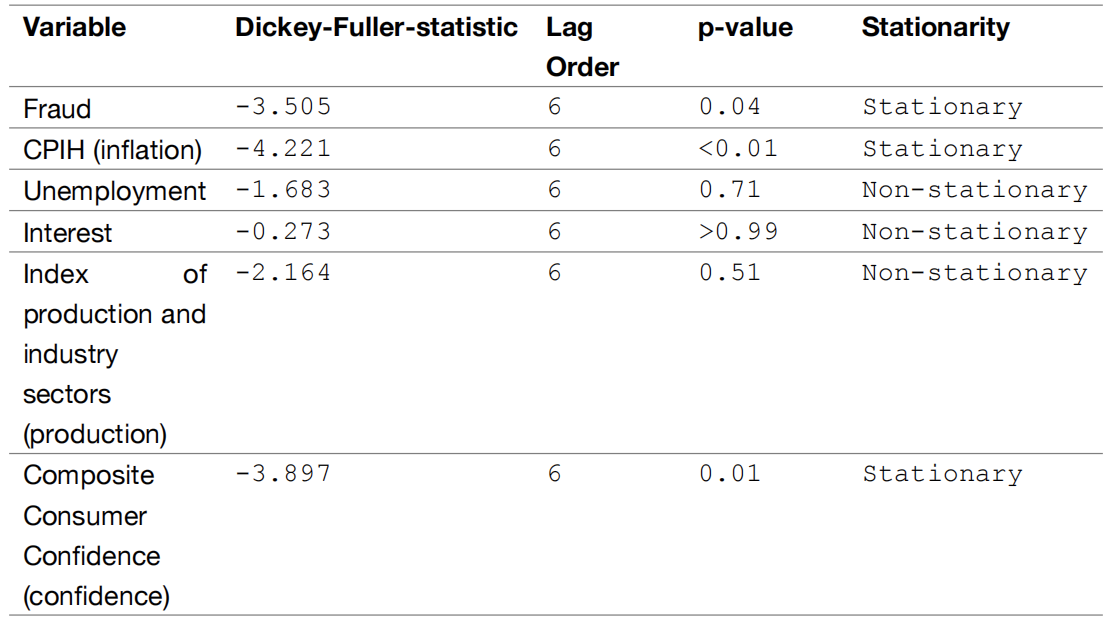 Variable Dickey-Fuller-statistic Lag p-value Stationarity
Order
Fraud -3.505 6 0.04 Stationary
CPIH (inflation) -4.221 6 <0.01 Stationary
Unemployment -1.683 6 0.71 Non-stationary
Interest -0.273 6 >0.99 Non-stationary
Index of -2.164 6 0.51 Non-stationary
production and
industry
sectors
(production)
Composite -3.897 6 0.01 Stationary
Consumer
Confidence
(confidence)